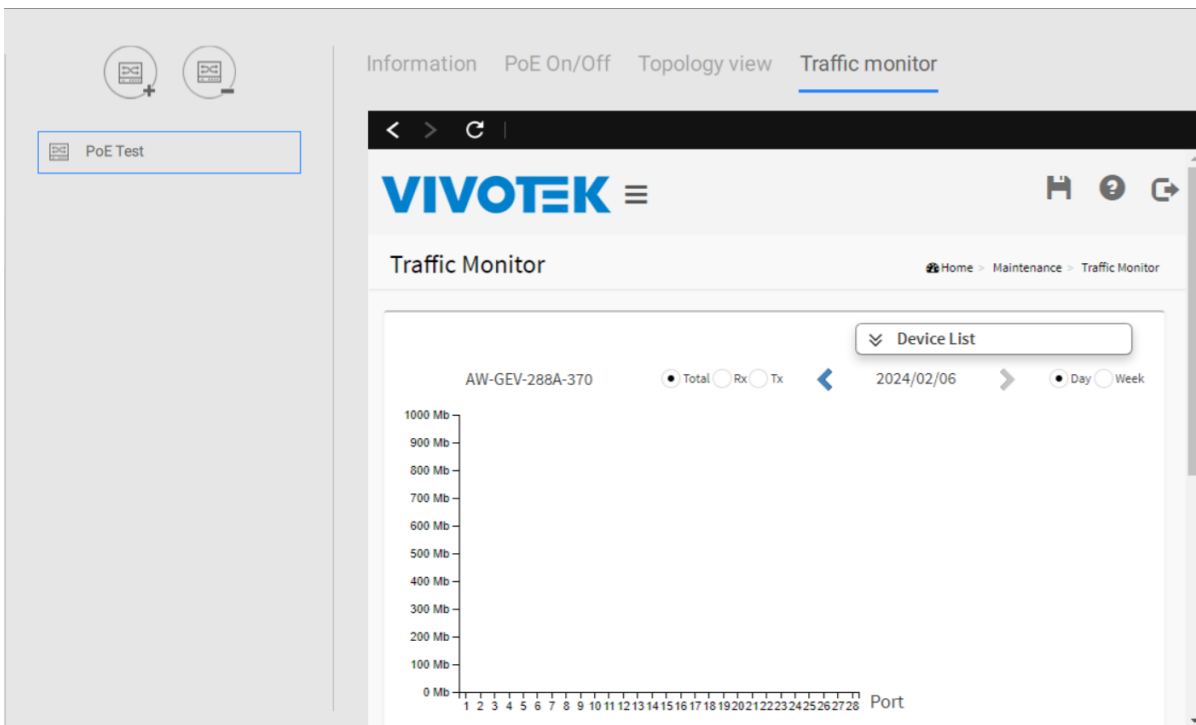 Information PoE On/Off Topology view Traffic monitor
PoE Test
VIVOTEK
Traffic Monitor
Home > Maintenance > Traffic Monitor
Device List
AW-GEV-288A-370 Total Rx Tx 2024/02/06 Day Week
1000 Mb
900 Mb
800 Mb
700 Mb
600 Mb
500 Mb
400 Mb
300 Mb
200 Mb
100 Mb
0 Mb
1 2 3 4 5 6 7 8 9 10 11 12 13 14 15 16 17 18 19 20 21 22 23 24 25 26 27 28 Port